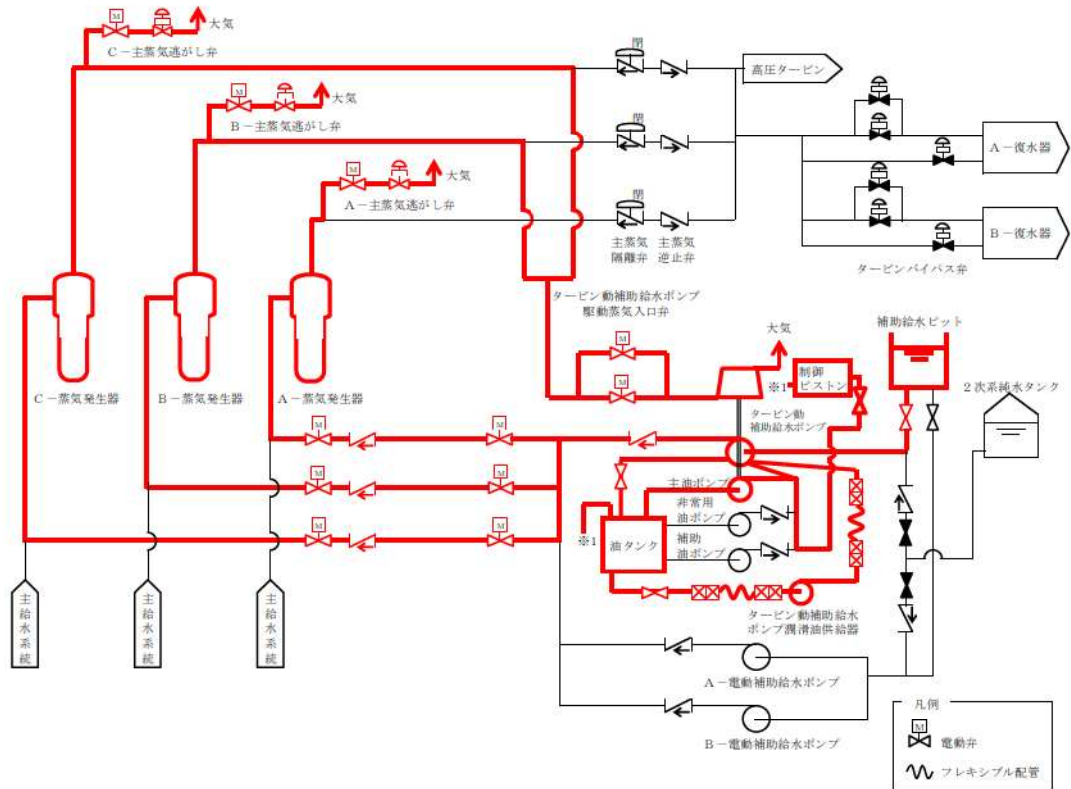 M
大気
C－主蒸気逃がし弁
M
大気
B－主蒸気逃がし弁
M
大気
A－主蒸気逃がし弁
閉
閉
閉
高圧タービン
A－復水器
B－復水器
主蒸気
隔離弁
主蒸気
逆止弁
タービンバイパス弁
タービン動補助給水ポンプ
駆動蒸気入口弁
C－蒸気発生器
B－蒸気発生器
A－蒸気発生器
M
M
大気
※1
制御
ピストン
補助給水ピット
2次系純水タンク
タービン動
補助給水ポンプ
M
M
M
M
M
M
主油ポンプ
非常用
油ポンプ
補助
油ポンプ
※1
油タンク
タービン動補助給水
ポンプ潤滑油供給器
主給水系統
主給水系統
主給水系統
A－電動補助給水ポンプ
B－電動補助給水ポンプ
凡例
M
電動弁
フレキシブル配管